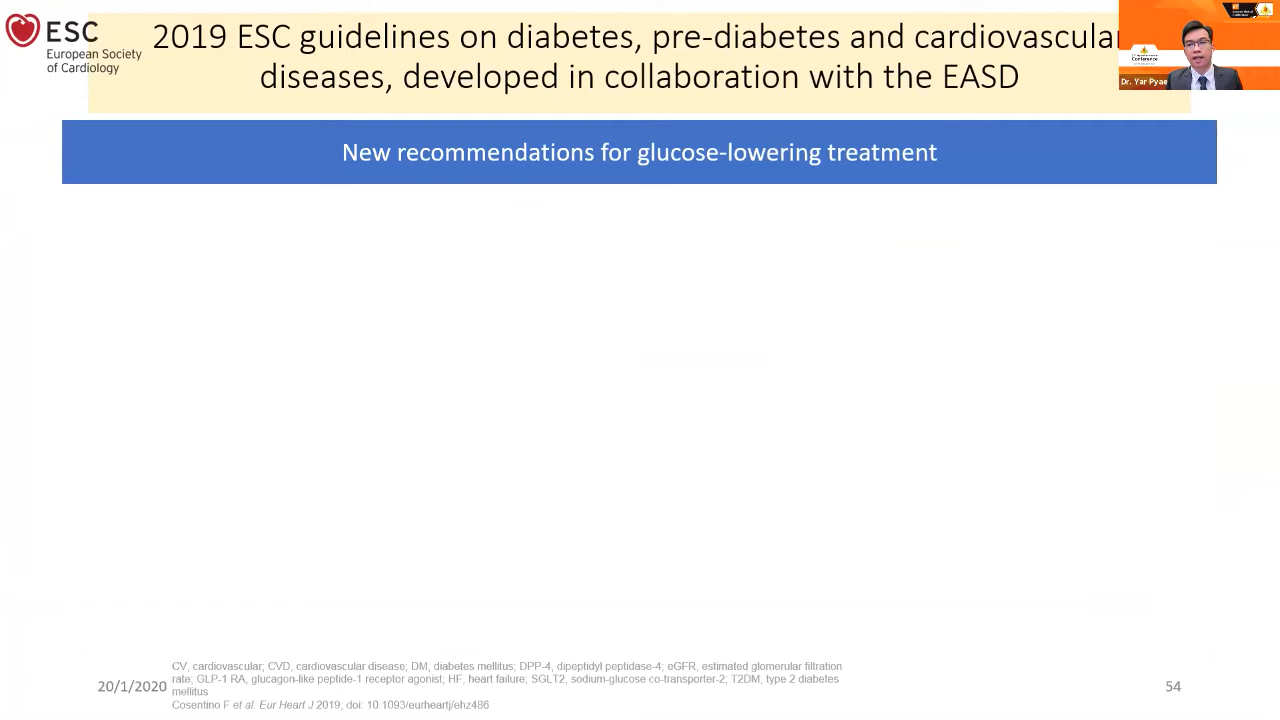 ESC
European Society
of Cardiology
2019 ESC guidelines on diabetes, pre-diabetes and cardiovascular
diseases, developed in collaboration with the EASD
Conference
Dr. Yar Pyae
New recommendations for glucose-lowering treatment
CV, cardiovascular; CVD, cardiovascular disease; DM, diabetes mellitus; DPP-4, dipeptidyl peptidase-4; eGFR, estimated glomerular filtration
rate; GLP-1 RA, glucagon-like peptide-1 receptor agonist; HF, heart failure; SGLT2, sodium-glucose co-transporter-2; T2DM, type 2 diabetes
mellitus
Cosentino F et al. Eur Heart J 2019, doi: 10 1093/eurheartj/ehz486
20/1/2020
54